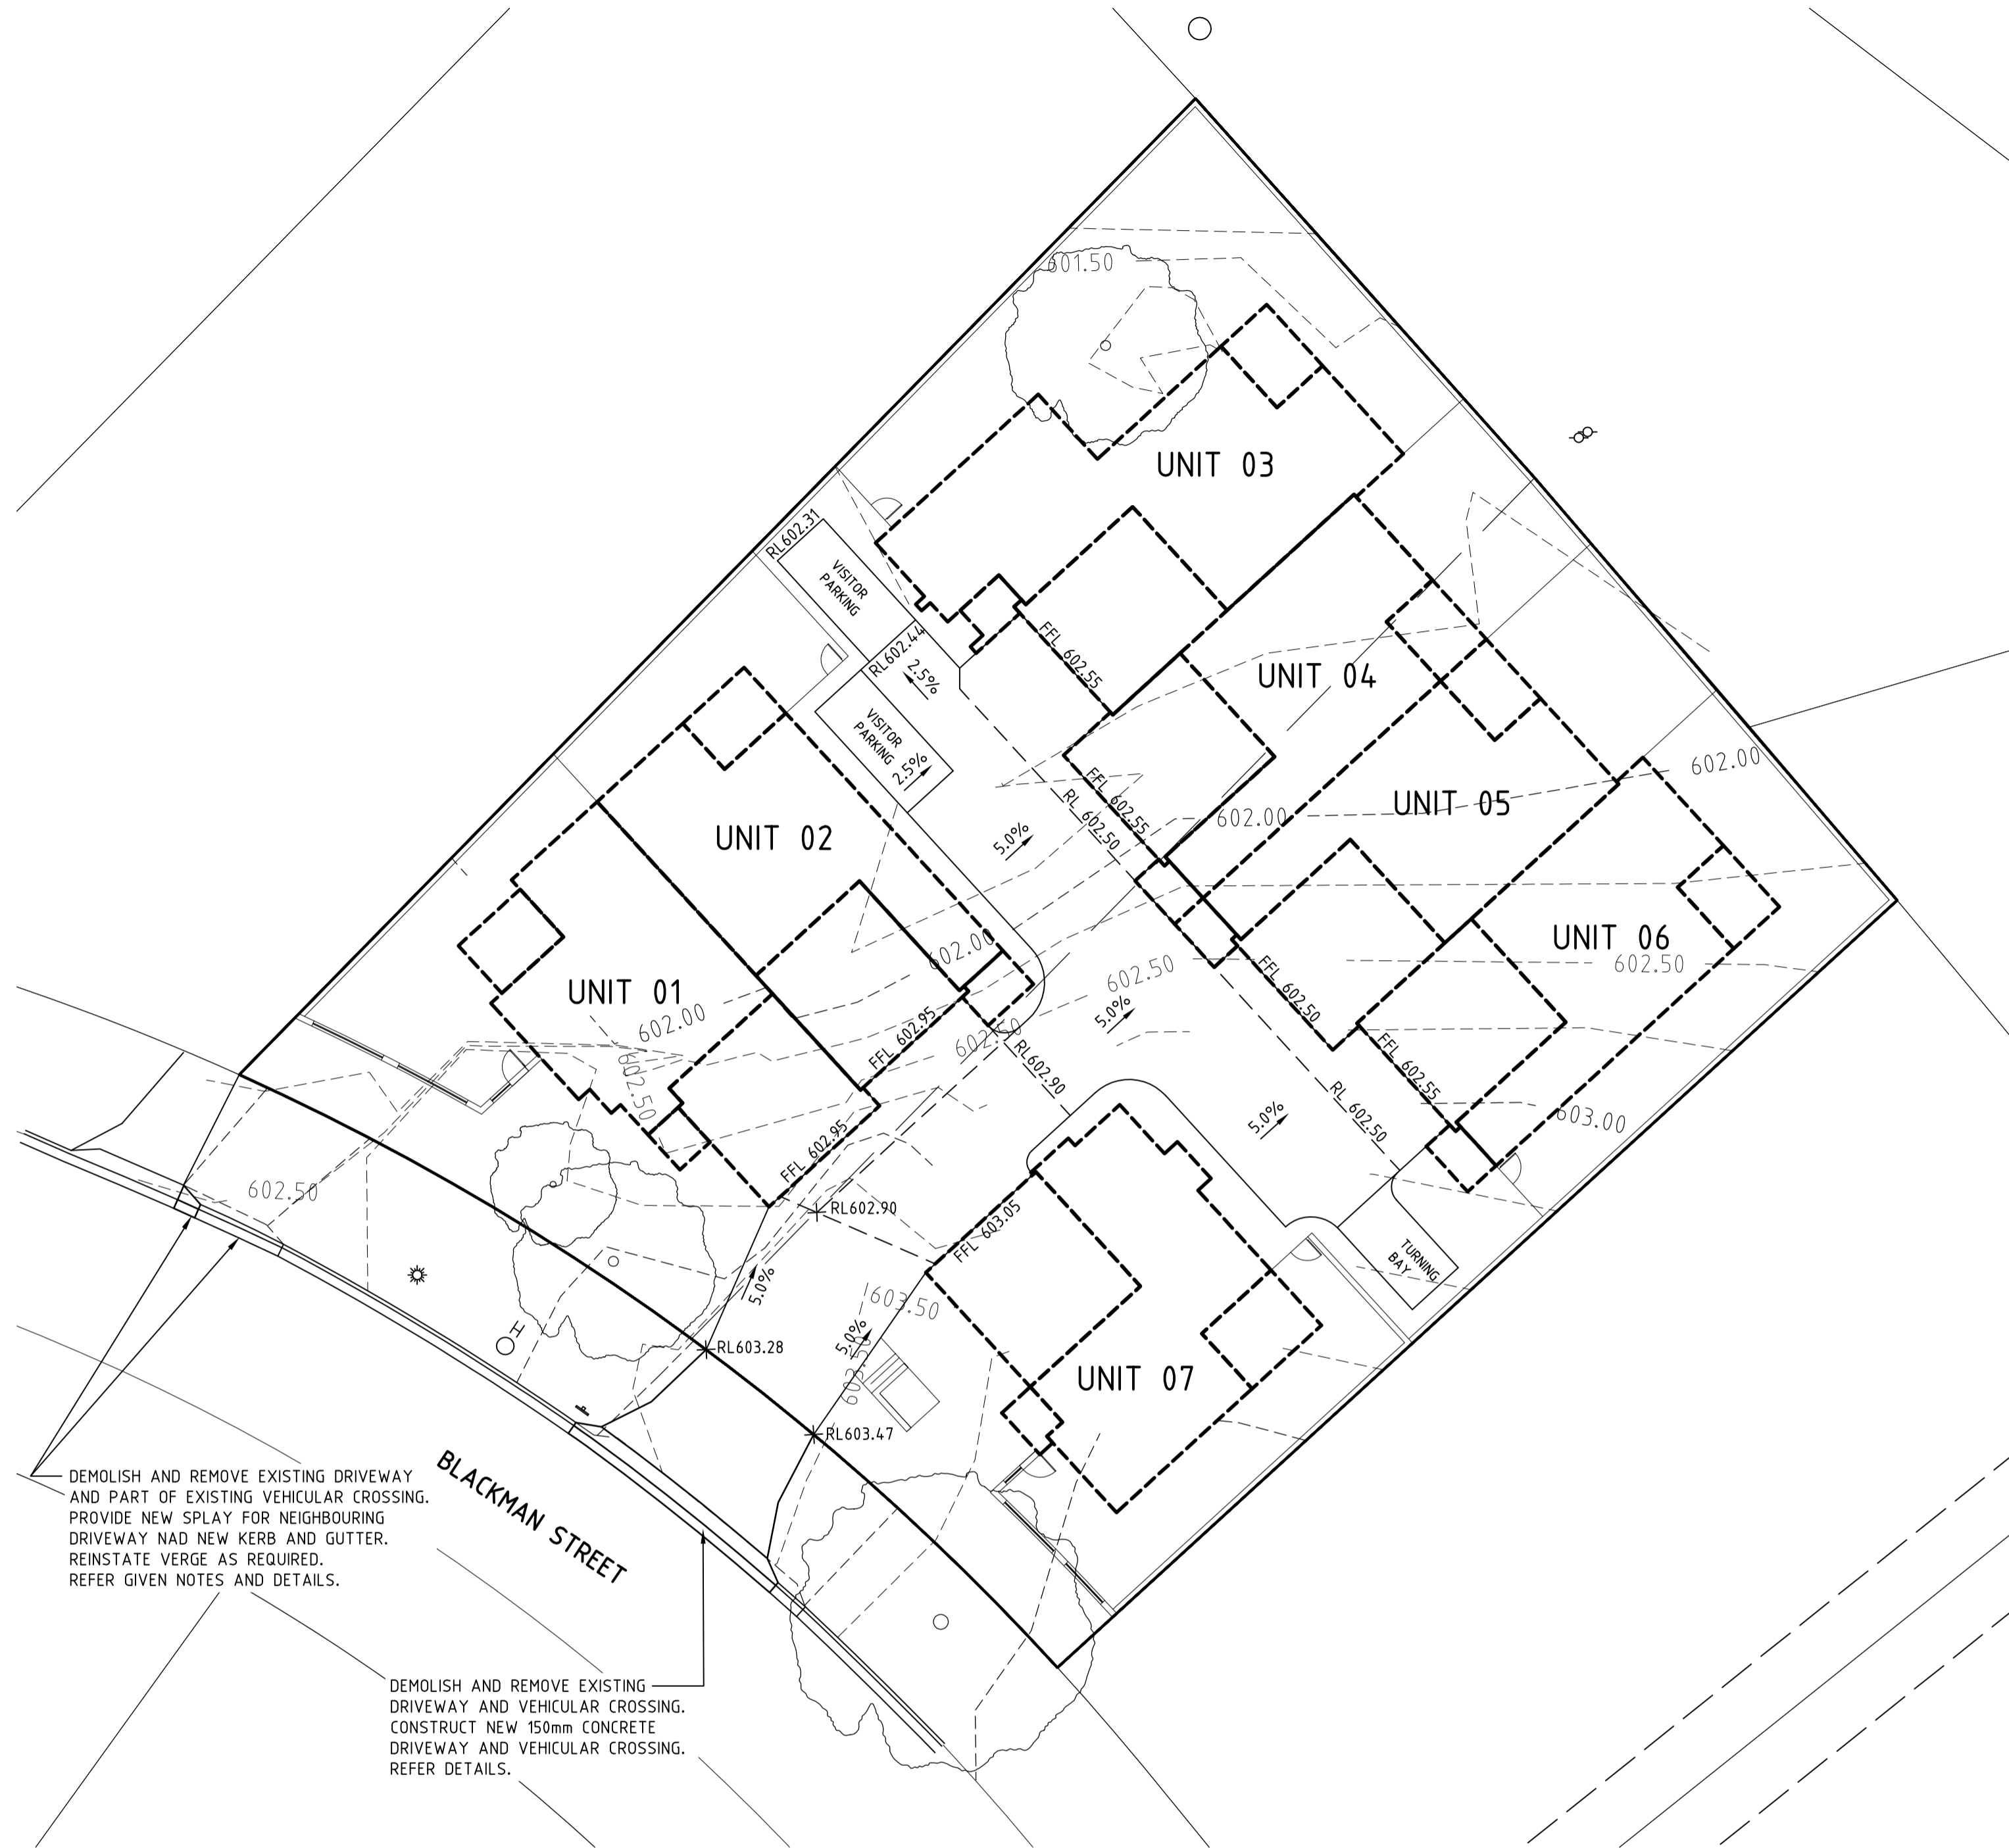 601.50
UNIT 03
RL602.31
VISITOR
PARKING
RL602.44
2.5%
FFL 602.55
UNIT 04
VISITOR
PARKING
2.5%
602.00
FFL 602.55
RL 602.50
602.00
UNIT 05
UNIT 02
5.0%
602.00
602.50
UNIT 06
602.50
FFL 602.50
UNIT 01
602.00
602.50
FFL 602.95
602.50
5.0%
RL602.90
FFL 602.55
RL 602.50
603.00
5.0%
FFL 602.95
602.50
RL602.90
FFL 603.05
TURNING
BAY
5.0%
603.50
5.0%
603.50
RL603.28
UNIT 07
RL603.47
BLACKMAN STREET
DEMOLISH AND REMOVE EXISTING DRIVEWAY
AND PART OF EXISTING VEHICULAR CROSSING.
PROVIDE NEW SPLAY FOR NEIGHBOURING
DRIVEWAY NAD NEW KERB AND GUTTER.
REINSTATE VERGE AS REQUIRED.
REFER GIVEN NOTES AND DETAILS.
DEMOLISH AND REMOVE EXISTING
DRIVEWAY AND VEHICULAR CROSSING.
CONSTRUCT NEW 150mm CONCRETE
DRIVEWAY AND VEHICULAR CROSSING.
REFER DETAILS.